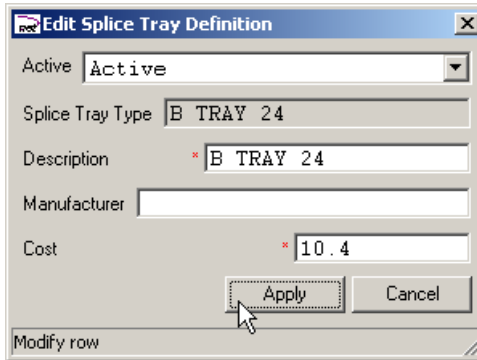 Edit Splice Tray Definition
Active Active
Splice Tray Type B TRAY 24
Description * B TRAY 24
Manufacturer
Cost * 10.4
Apply Cancel
Modify row